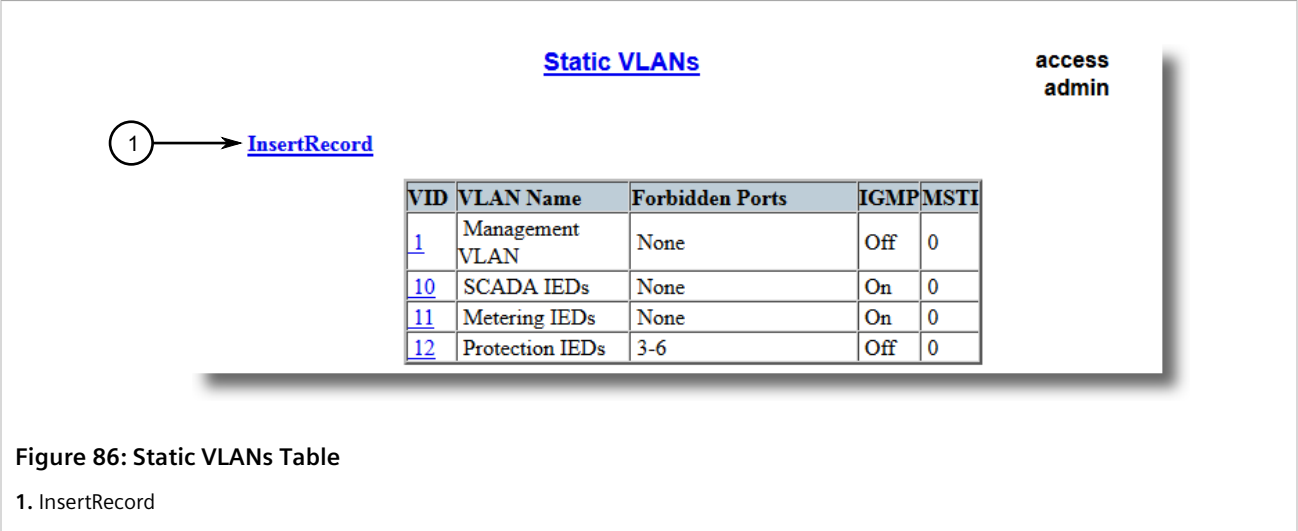 Static VLANs
access
admin
1
InsertRecord
VID VLAN Name Forbidden Ports IGMP MSTI
1 Management VLAN None Off 0
10 SCADA IEDs None On 0
11 Metering IEDs None On 0
12 Protection IEDs 3-6 Off 0
Figure 86: Static VLANs Table
1. InsertRecord